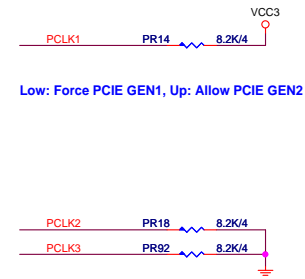 VCC3
PCLK1 PR14 8.2K/4
Low: Force PCIE GEN1, Up: Allow PCIE GEN2
PCLK2 PR18 8.2K/4
PCLK3 PR92 8.2K/4